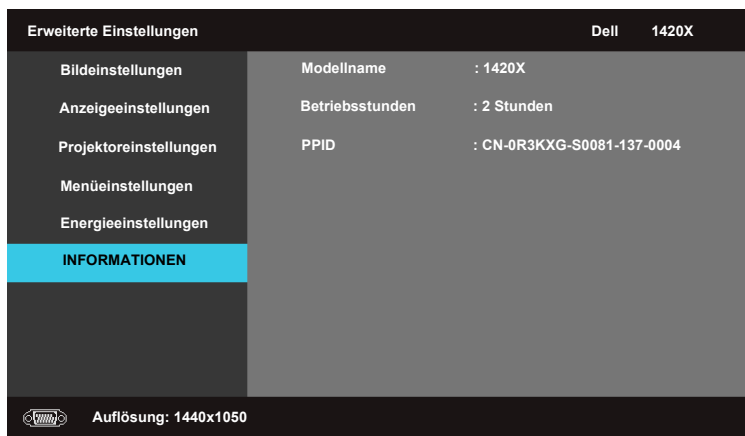 Erweiterte Einstellungen Dell 1420X
Bildeinstellungen Modellname : 1420X
Anzeigeeinstellungen Betriebsstunden : 2 Stunden
Projektoreinstellungen PPID : CN-0R3KXG-S0081-137-0004
Menüeinstellungen
Energieeinstellungen
INFORMATIONEN
Auflösung: 1440x1050